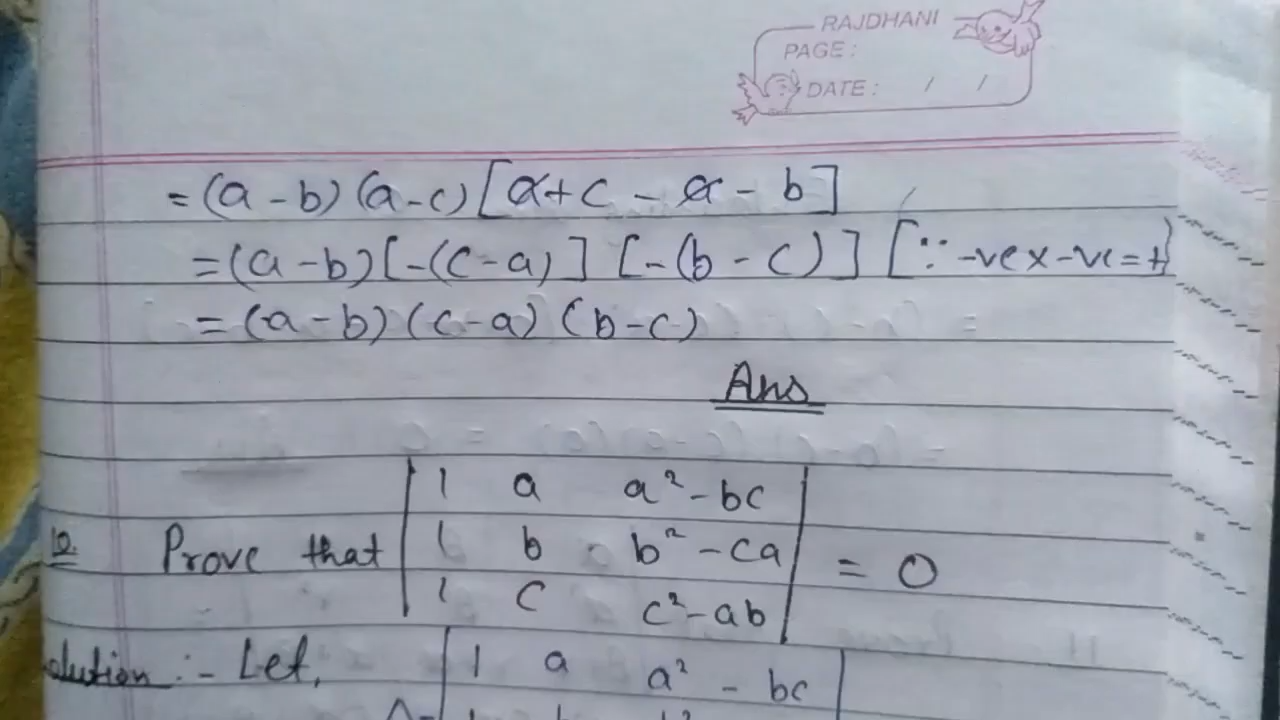 RAJDHANI
PAGE :
DATE : / /
= (a - b) (a - c) [a + c - a - b]
= (a - b) [-(c - a)] [-(b - c)] [∵ -ve x -ve = +]
= (a - b) (c - a) (b - c)
Ans
| 1 a a² - bc |
12. Prove that | 1 b b² - ca | = 0
| 1 c c² - ab |
olution :- Let, | 1 a a² - bc |